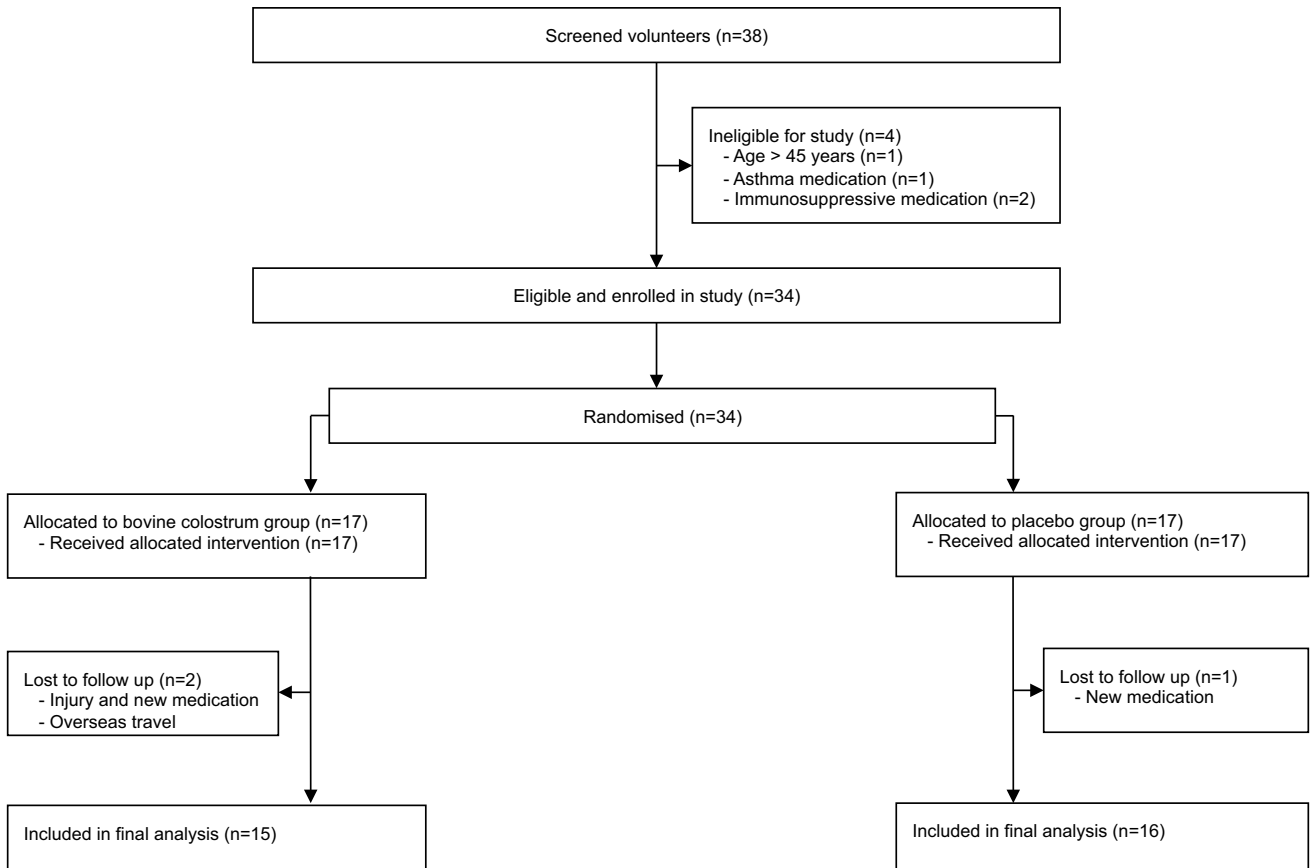 Screened volunteers (n=38)
Ineligible for study (n=4)
- Age > 45 years (n=1)
- Asthma medication (n=1)
- Immunosuppressive medication (n=2)
Eligible and enrolled in study (n=34)
Randomised (n=34)
Allocated to bovine colostrum group (n=17)
- Received allocated intervention (n=17)
Allocated to placebo group (n=17)
- Received allocated intervention (n=17)
Lost to follow up (n=2)
- Injury and new medication
- Overseas travel
Lost to follow up (n=1)
- New medication
Included in final analysis (n=15)
Included in final analysis (n=16)